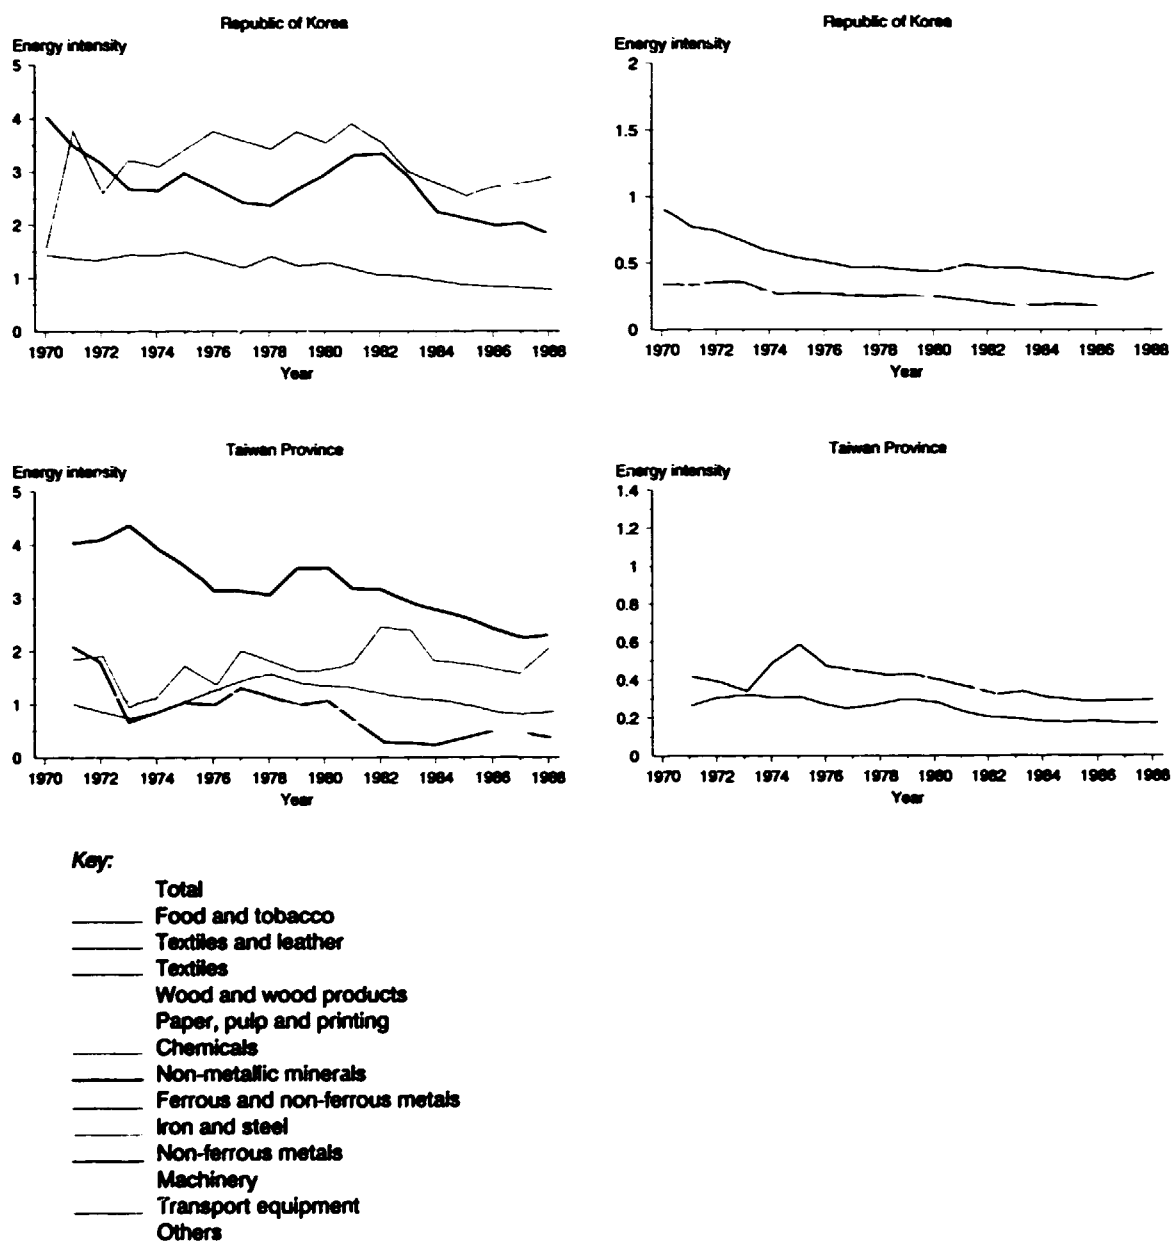 Republic of Korea
Energy intensity
5
4
3
2
1
0
1970 1972 1974 1976 1978 1980 1982 1984 1986 1988
Year
Republic of Korea
Energy intensity
2
1.5
1
0.5
0
1970 1972 1974 1976 1978 1980 1982 1984 1986 1988
Year
Taiwan Province
Energy intensity
5
4
3
2
1
0
1970 1972 1974 1976 1978 1980 1982 1984 1986 1988
Year
Taiwan Province
Energy intensity
1.4
1.2
1
0.8
0.6
0.4
0.2
0
1970 1972 1974 1976 1978 1980 1982 1984 1986 1988
Year
Key:
Total
Food and tobacco
Textiles and leather
Textiles
Wood and wood products
Paper, pulp and printing
Chemicals
Non-metallic minerals
Ferrous and non-ferrous metals
Iron and steel
Non-ferrous metals
Machinery
Transport equipment
Others